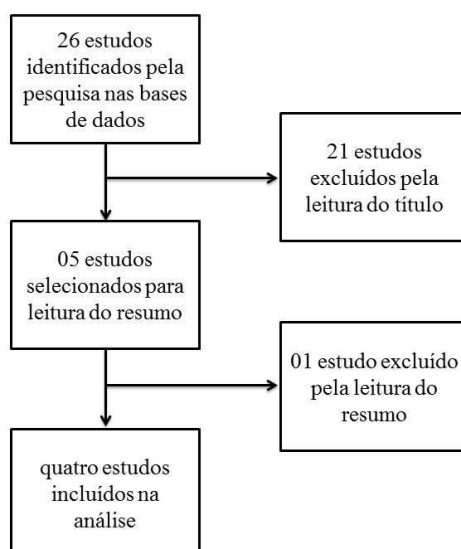 26 estudos
identificados pela
pesquisa nas bases
de dados
21 estudos
excluídos pela
leitura do título
05 estudos
selecionados para
leitura do resumo
01 estudo excluído
pela leitura do
resumo
quatro estudos
incluídos na
análise